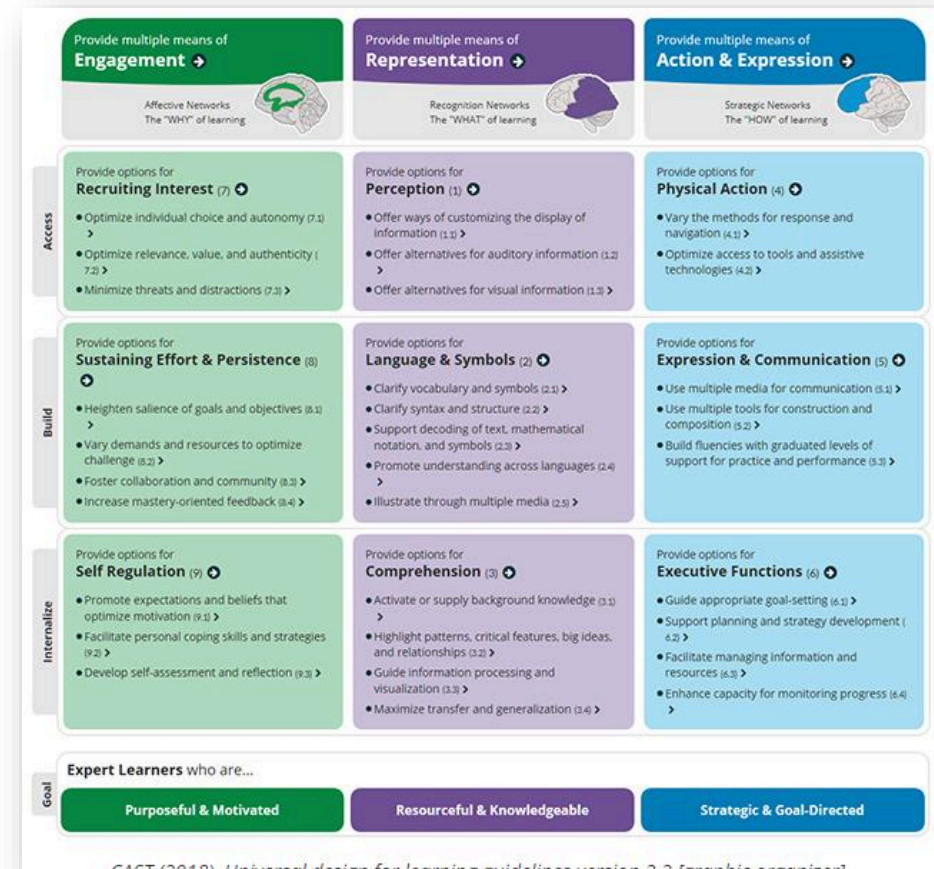 Provide multiple means of
Engagement
Affective Networks
The "WHY" of learning
Provide multiple means of
Representation
Recognition Networks
The "WHAT" of learning
Provide multiple means of
Action & Expression
Strategic Networks
The "HOW" of learning
Access
Provide options for
Recruiting Interest (7)
Optimize individual choice and autonomy (7.1)
Optimize relevance, value, and authenticity (
7.2)
Minimize threats and distractions (7.3)
Provide options for
Perception (1)
Offer ways of customizing the display of
information (1.1)
Offer alternatives for auditory information (1.2)
Offer alternatives for visual information (1.3)
Provide options for
Physical Action (4)
Vary the methods for response and
navigation (4.1)
Optimize access to tools and assistive
technologies (4.2)
Build
Provide options for
Sustaining Effort & Persistence (8)
Heighten salience of goals and objectives (8.1)
Vary demands and resources to optimize
challenge (8.2)
Foster collaboration and community (8.3)
Increase mastery-oriented feedback (8.4)
Provide options for
Language & Symbols (2)
Clarify vocabulary and symbols (2.1)
Clarify syntax and structure (2.2)
Support decoding of text, mathematical
notation, and symbols (2.3)
Promote understanding across languages (2.4)
Illustrate through multiple media (2.5)
Provide options for
Expression & Communication (5)
Use multiple media for communication (5.1)
Use multiple tools for construction and
composition (5.2)
Build fluencies with graduated levels of
support for practice and performance (5.3)
Internalize
Provide options for
Self Regulation (9)
Promote expectations and beliefs that
optimize motivation (9.1)
Facilitate personal coping skills and strategies
(9.2)
Develop self-assessment and reflection (9.3)
Provide options for
Comprehension (3)
Activate or supply background knowledge (3.1)
Highlight patterns, critical features, big ideas,
and relationships (3.2)
Guide information processing and
visualization (3.3)
Maximize transfer and generalization (3.4)
Provide options for
Executive Functions (6)
Guide appropriate goal-setting (6.1)
Support planning and strategy development (
6.2)
Facilitate managing information and
resources (6.3)
Enhance capacity for monitoring progress (6.4)
Goal
Expert Learners who are...
Purposeful & Motivated
Resourceful & Knowledgeable
Strategic & Goal-Directed
CAST (2018). Universal design for learning guidelines version 2.2 [graphic organizer].